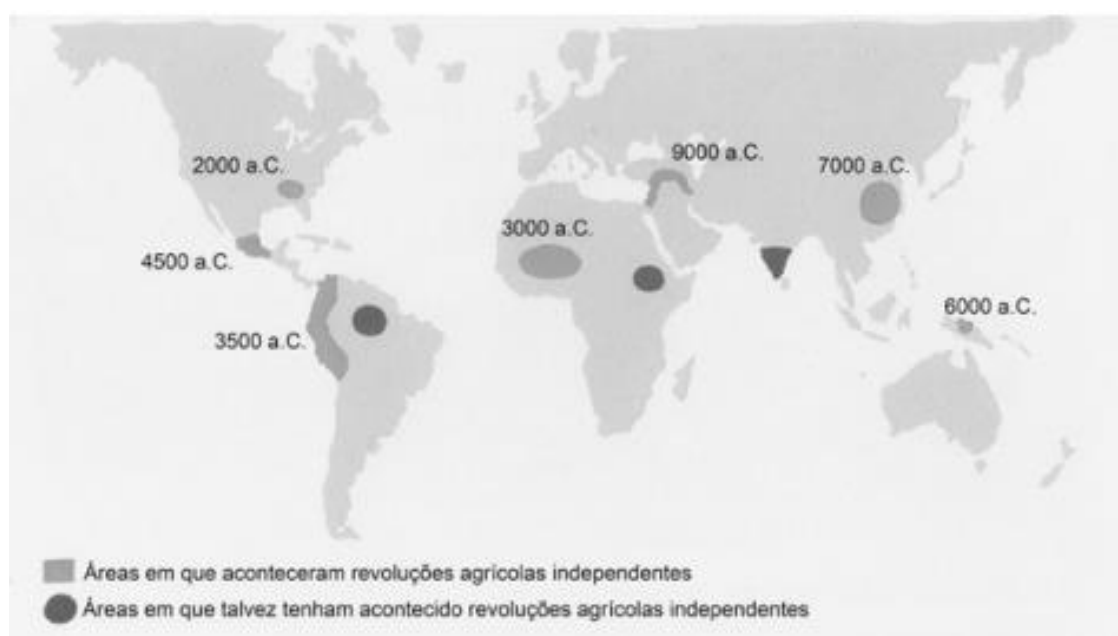 2000 a.C.
9000 a.C.
7000 a.C.
3000 a.C.
4500 a.C.
6000 a.C.
3500 a.C.
Áreas em que aconteceram revoluções agrícolas independentes
Áreas em que talvez tenham acontecido revoluções agrícolas independentes